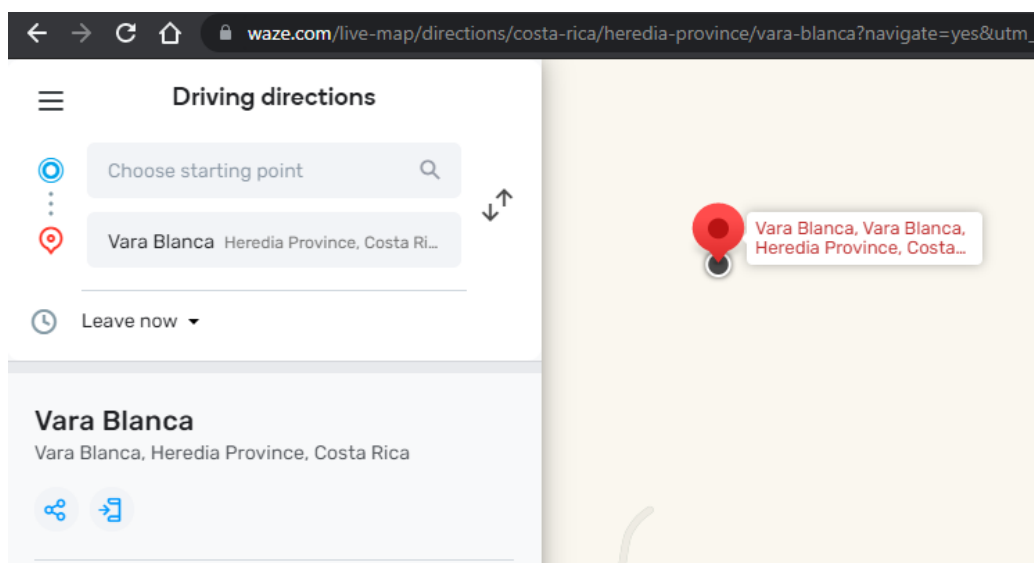 waze.com/live-map/directions/costa-rica/heredia-province/vara-blanca?navigate=yes&utm_
Driving directions
Choose starting point
Vara Blanca Heredia Province, Costa Ri...
Leave now
Vara Blanca
Vara Blanca, Heredia Province, Costa Rica
Vara Blanca, Vara Blanca,
Heredia Province, Costa...